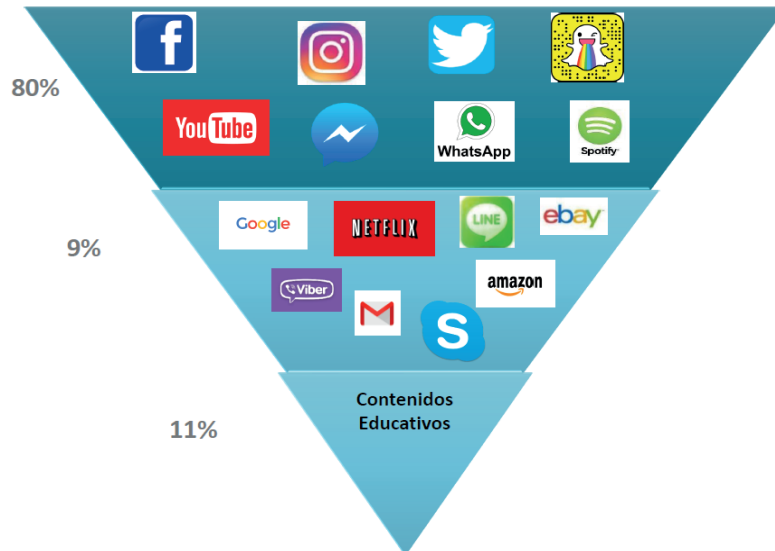 80%
YouTube
WhatsApp
Spotify
9%
Google
NETFLIX
LINE
ebay
Viber
amazon
S
11%
Contenidos
Educativos